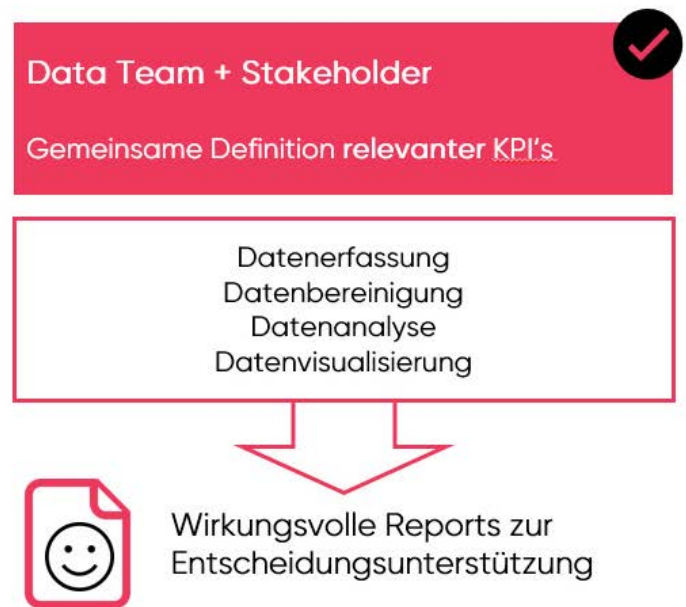 Data Team + Stakeholder
Gemeinsame Definition relevanter KPI's
Datenerfassung
Datenbereinigung
Datenanalyse
Datenvisualisierung
Wirkungsvolle Reports zur
Entscheidungsunterstützung